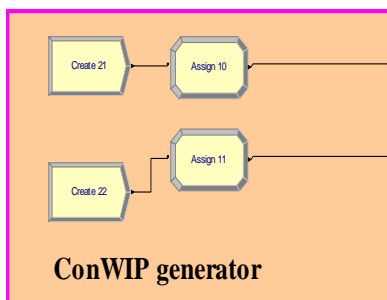 Create 21
Assign 10
Assign 11
Create 22
ConWIP generator